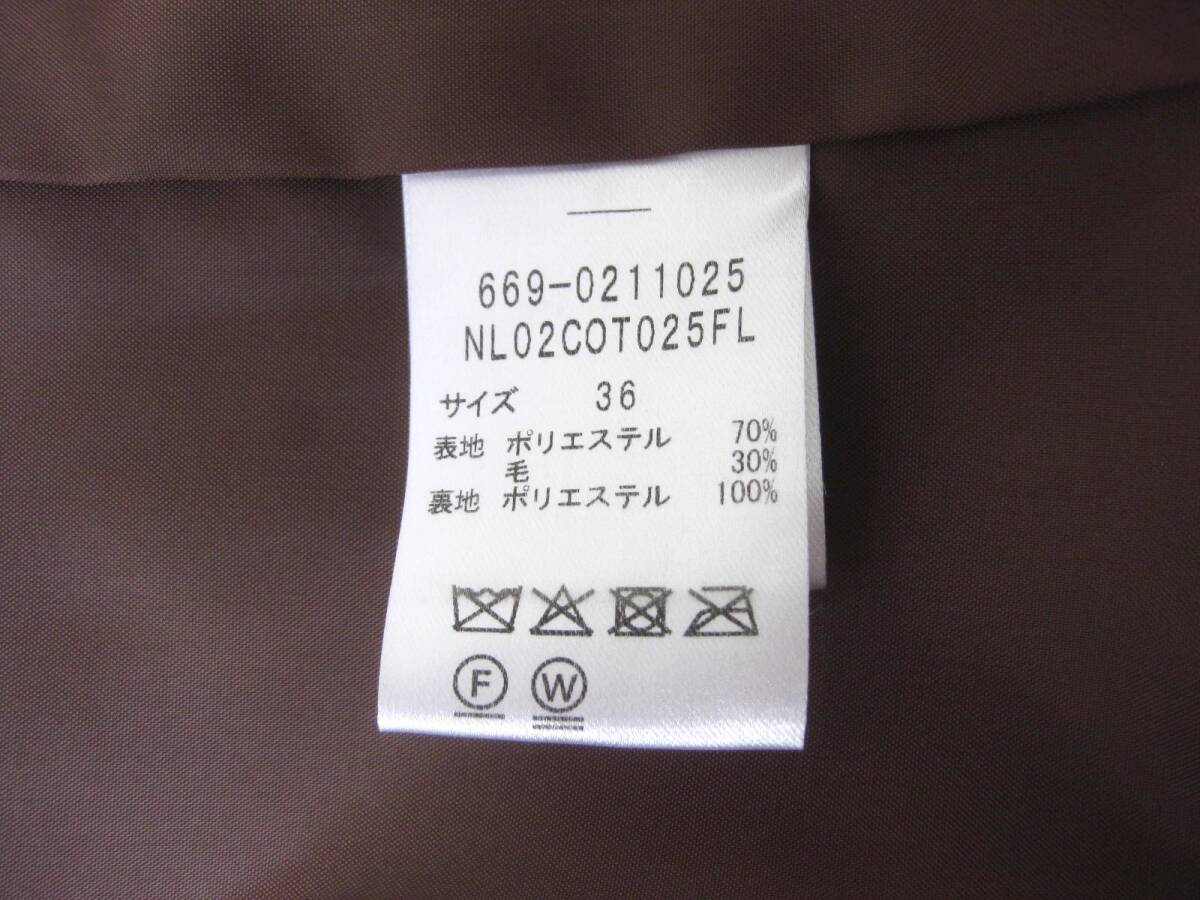 669-0211025
NL02COT025FL
サイズ 36
表地 ポリエステル 70%
毛 30%
裏地 ポリエステル 100%
F W